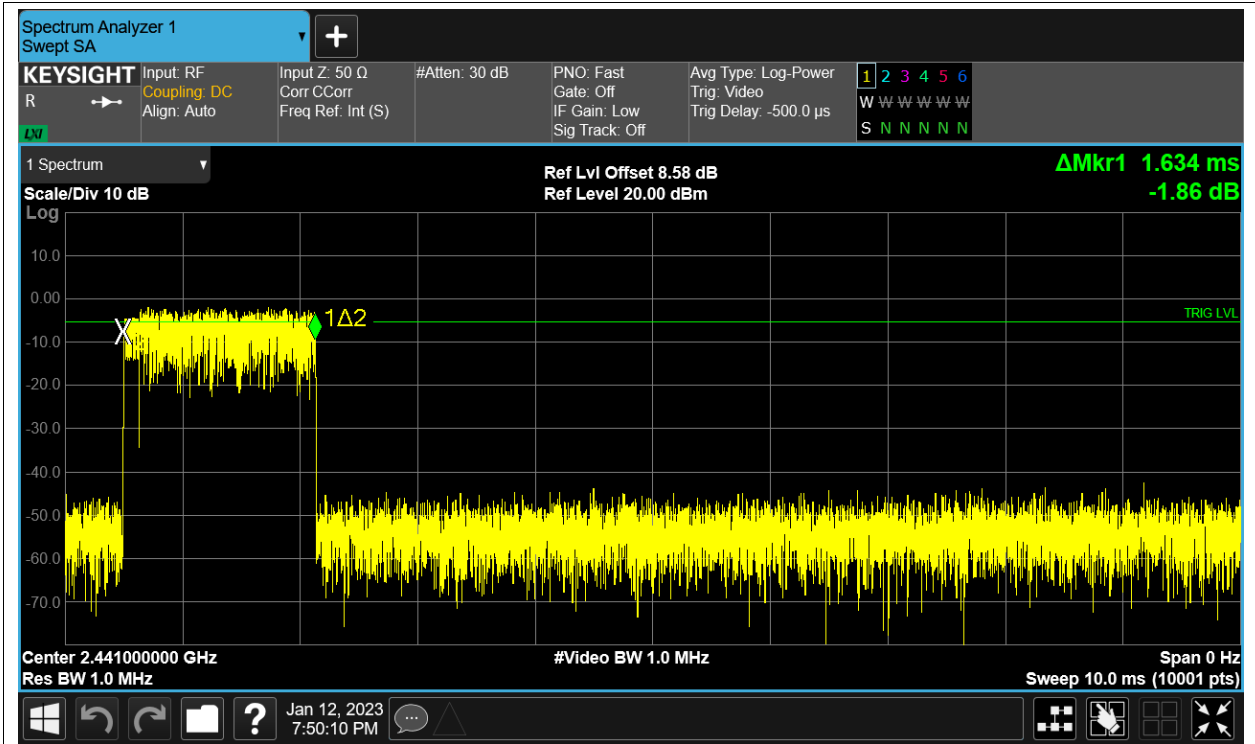 Spectrum Analyzer 1
Swept SA
KEYSIGHT
R
LXI
Input: RF
Coupling: DC
Align: Auto
Input Z: 50 Ω
Corr CCorr
Freq Ref: Int (S)
#Atten: 30 dB
PNO: Fast
Gate: Off
IF Gain: Low
Sig Track: Off
Avg Type: Log-Power
Trig: Video
Trig Delay: -500.0 µs
1 2 3 4 5 6
W W W W W W
S N N N N N
1 Spectrum
Ref Lvl Offset 8.58 dB
ΔMkr1 1.634 ms
Scale/Div 10 dB
Ref Level 20.00 dBm
-1.86 dB
Log
10.0
0.00
1Δ2
TRIG LVL
X
-10.0
-20.0
-30.0
-40.0
-50.0
-60.0
-70.0
Center 2.441000000 GHz
#Video BW 1.0 MHz
Span 0 Hz
Res BW 1.0 MHz
Sweep 10.0 ms (10001 pts)
?
Jan 12, 2023
7:50:10 PM